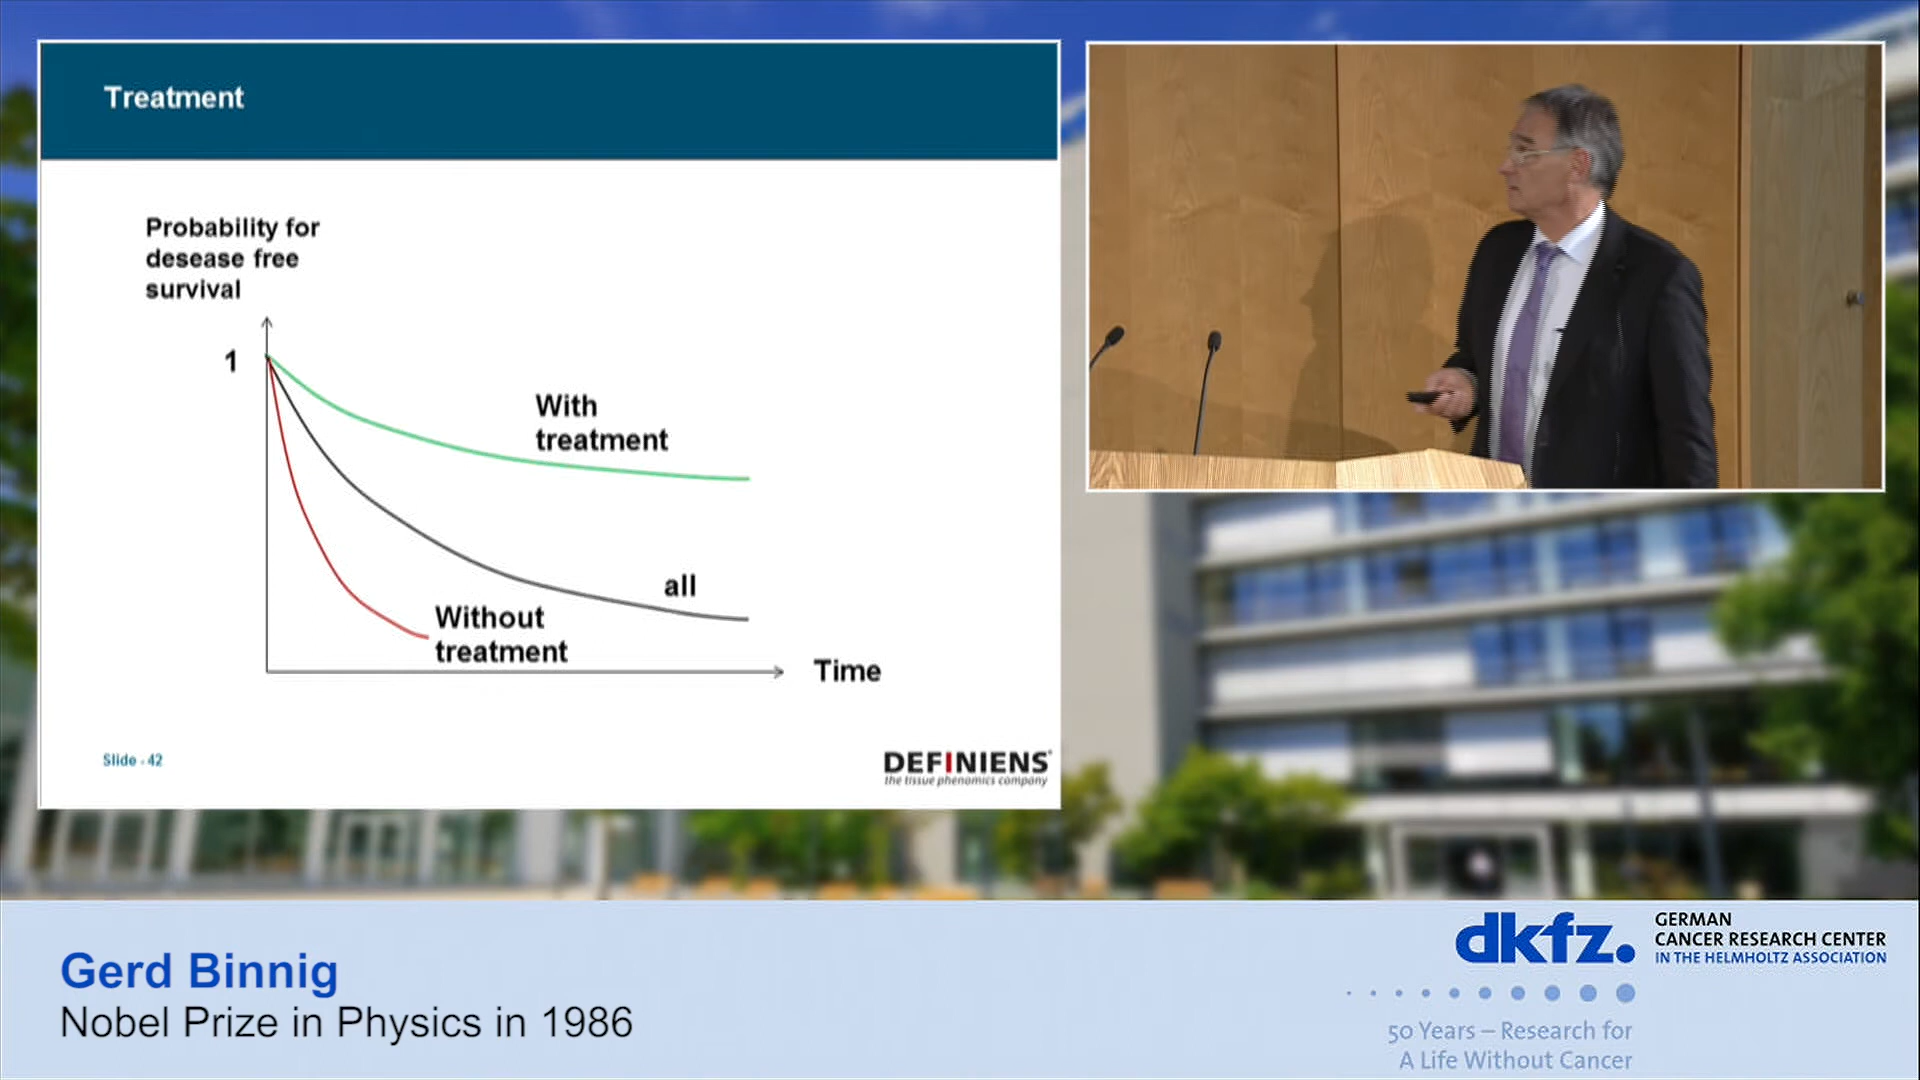 Treatment
Probability for
desease free
survival
1
With
treatment
all
Without
treatment
Time
Slide - 42
DEFINIENS
the tissue phenomics company
Gerd Binnig
Nobel Prize in Physics in 1986
dkfz.
GERMAN
CANCER RESEARCH CENTER
IN THE HELMHOLTZ ASSOCIATION
50 Years – Research for
A Life Without Cancer